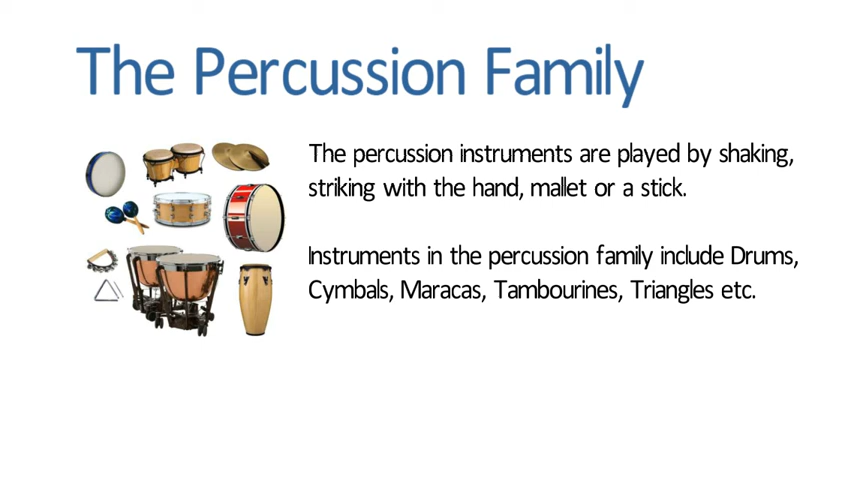 The Percussion Family
The percussion instruments are played by shaking,
striking with the hand, mallet or a stick.
Instruments in the percussion family include Drums,
Cymbals, Maracas, Tambourines, Triangles etc.